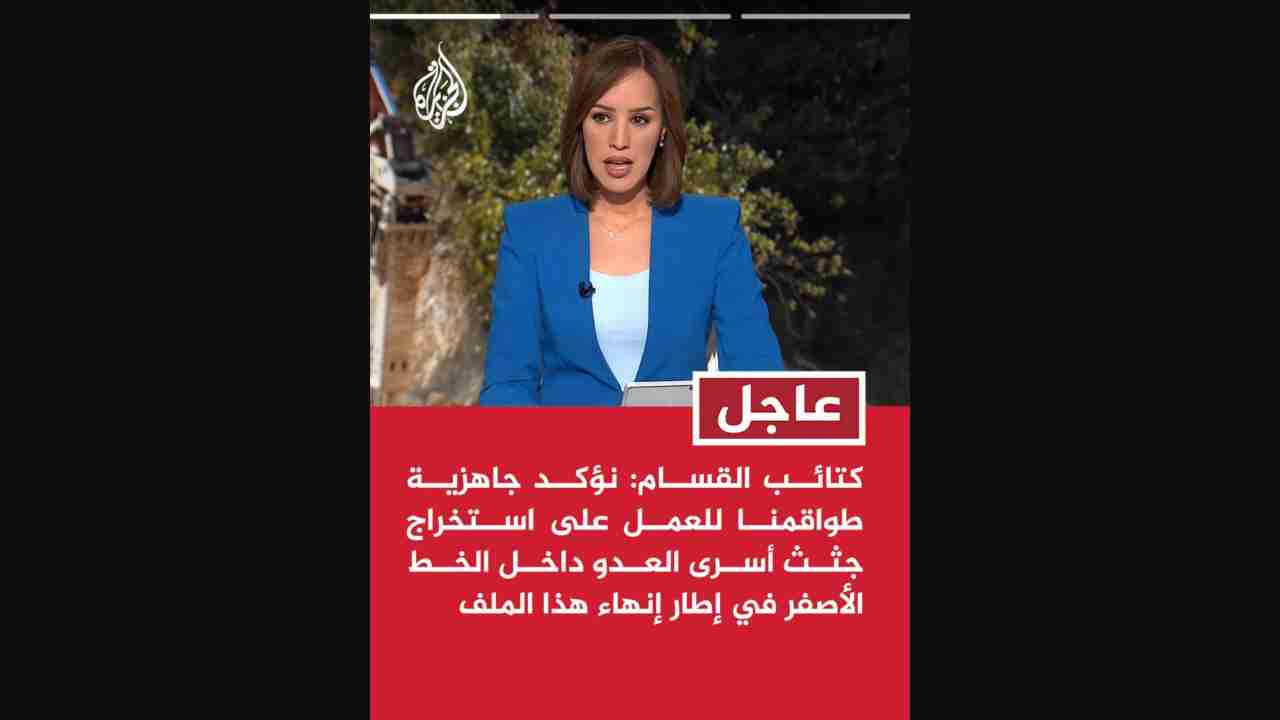 الجزيرة
عاجل
كتائب القسام: نؤكد جاهزية
طواقمنا للعمل على استخراج
جثث أسرى العدو داخل الخط
الأصفر في إطار إنهاء هذا الملف